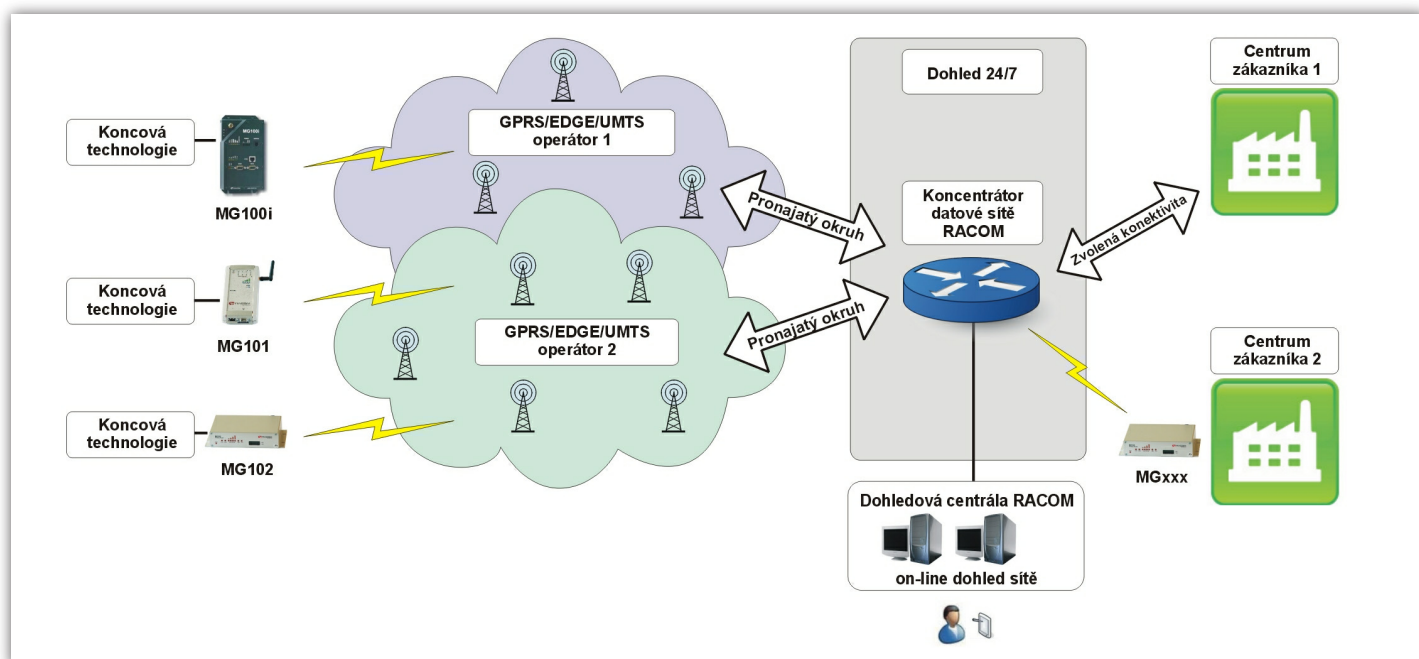 Centrum
zákazníka 1
Dohled 24/7
GPRS/EDGE/UMTS
operátor 1
Koncová
technologie
MG100i
MG100i
Pronajatý okruh
Koncentrátor
datové sítě
RACOM
Zvolená konektivita
Koncová
technologie
MG101
GPRS/EDGE/UMTS
operátor 2
Pronajatý okruh
Centrum
zákazníka 2
Koncová
technologie
MG102
MGxxx
Dohledová centrála RACOM
on-line dohled sítě